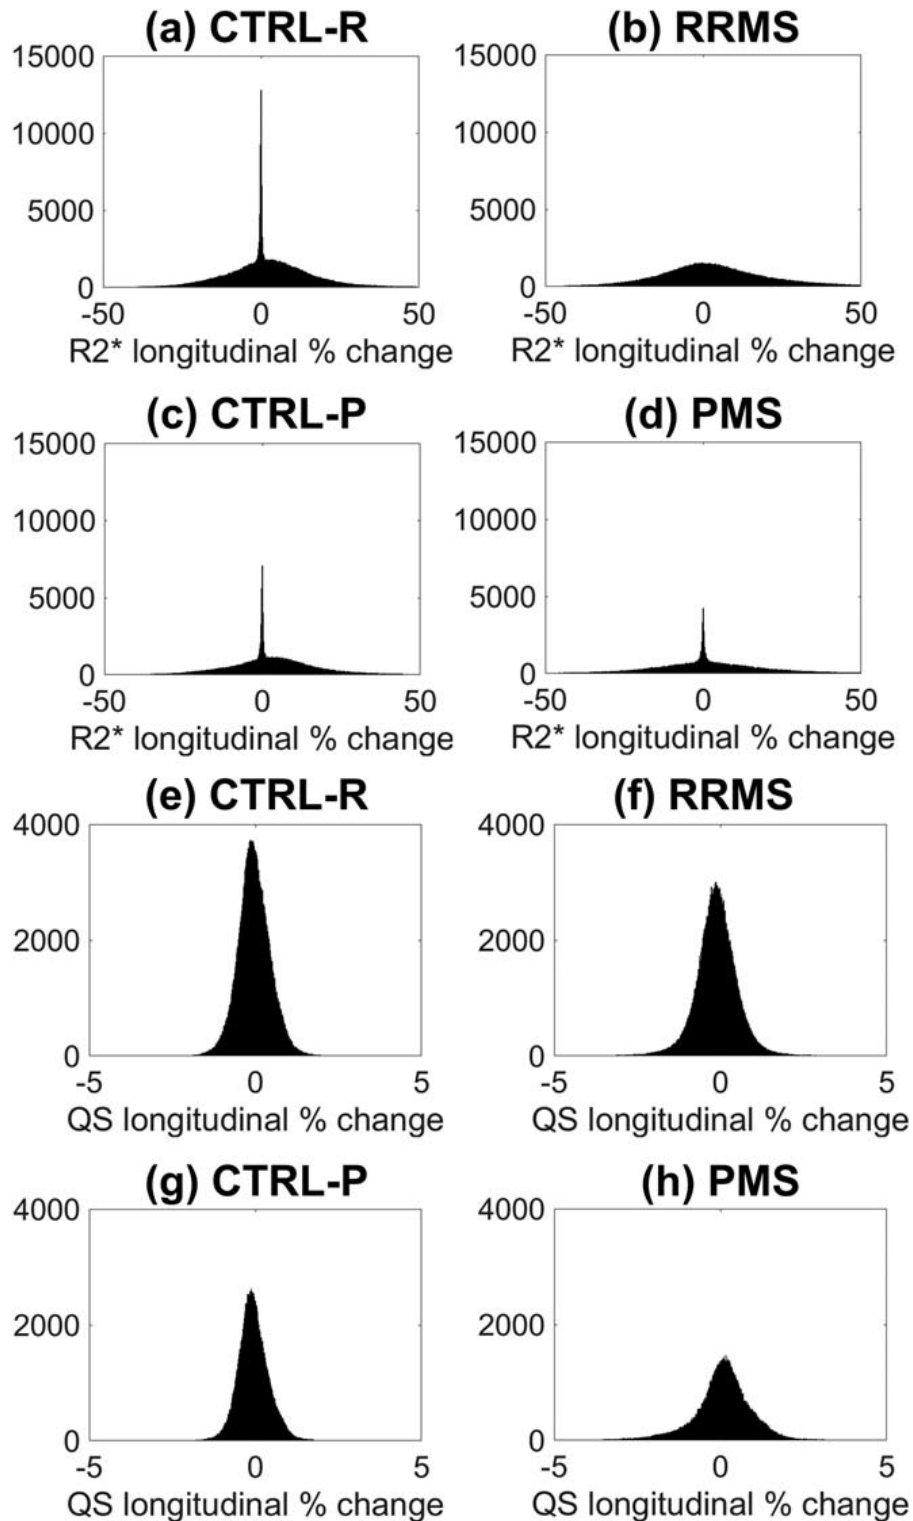 (a) CTRL-R (b) RRMS
15000 15000
10000 10000
5000 5000
0 0
-50 0 50 -50 0 50
R2* longitudinal % change R2* longitudinal % change
(c) CTRL-P (d) PMS
15000 15000
10000 10000
5000 5000
0 0
-50 0 50 -50 0 50
R2* longitudinal % change R2* longitudinal % change
(e) CTRL-R (f) RRMS
4000 4000
2000 2000
0 0
-5 0 5 -5 0 5
QS longitudinal % change QS longitudinal % change
(g) CTRL-P (h) PMS
4000 4000
2000 2000
0 0
-5 0 5 -5 0 5
QS longitudinal % change QS longitudinal % change